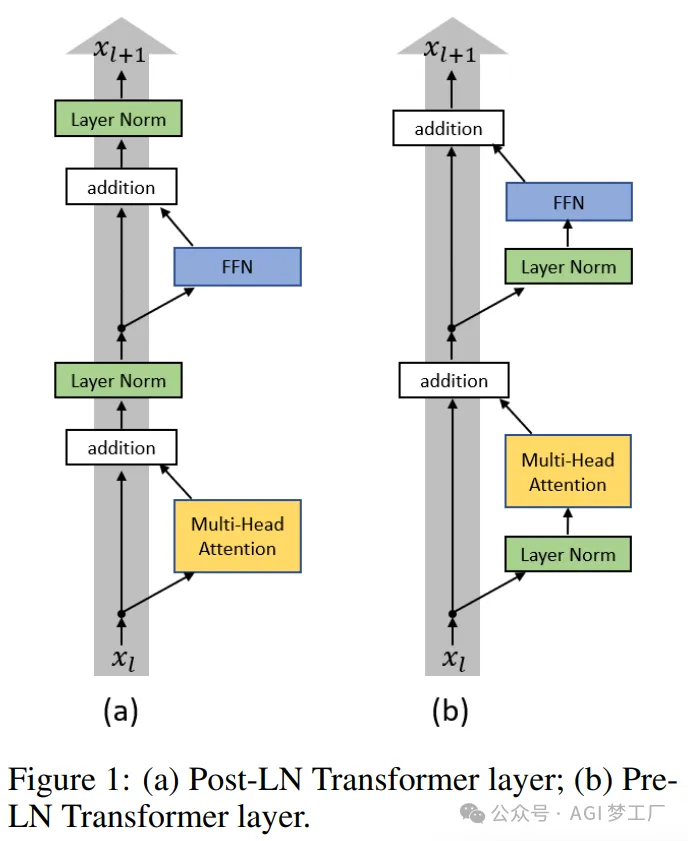 x_{l+1}
Layer Norm
addition
FFN
Layer Norm
addition
Multi-Head
Attention
x_l
(a)
x_{l+1}
addition
FFN
Layer Norm
addition
Multi-Head
Attention
Layer Norm
x_l
(b)
Figure 1: (a) Post-LN Transformer layer; (b) Pre-
LN Transformer layer.
公众号 · AGI 梦工厂